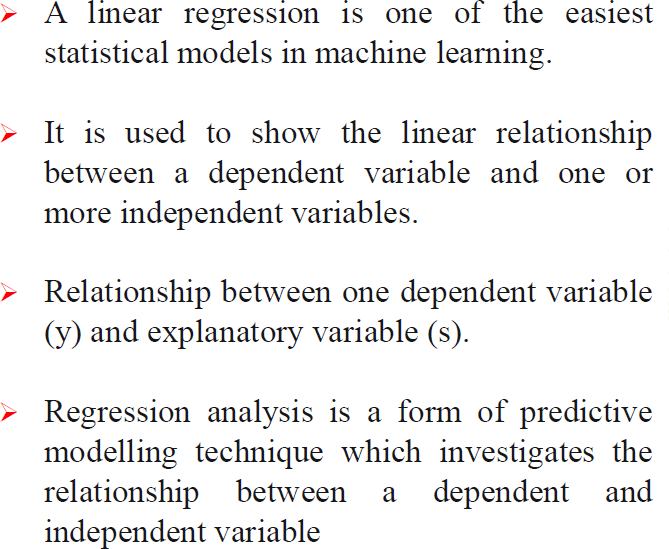 ➢ A linear regression is one of the easiest
statistical models in machine learning.
➢ It is used to show the linear relationship
between a dependent variable and one or
more independent variables.
➢ Relationship between one dependent variable
(y) and explanatory variable (s).
➢ Regression analysis is a form of predictive
modelling technique which investigates the
relationship between a dependent and
independent variable